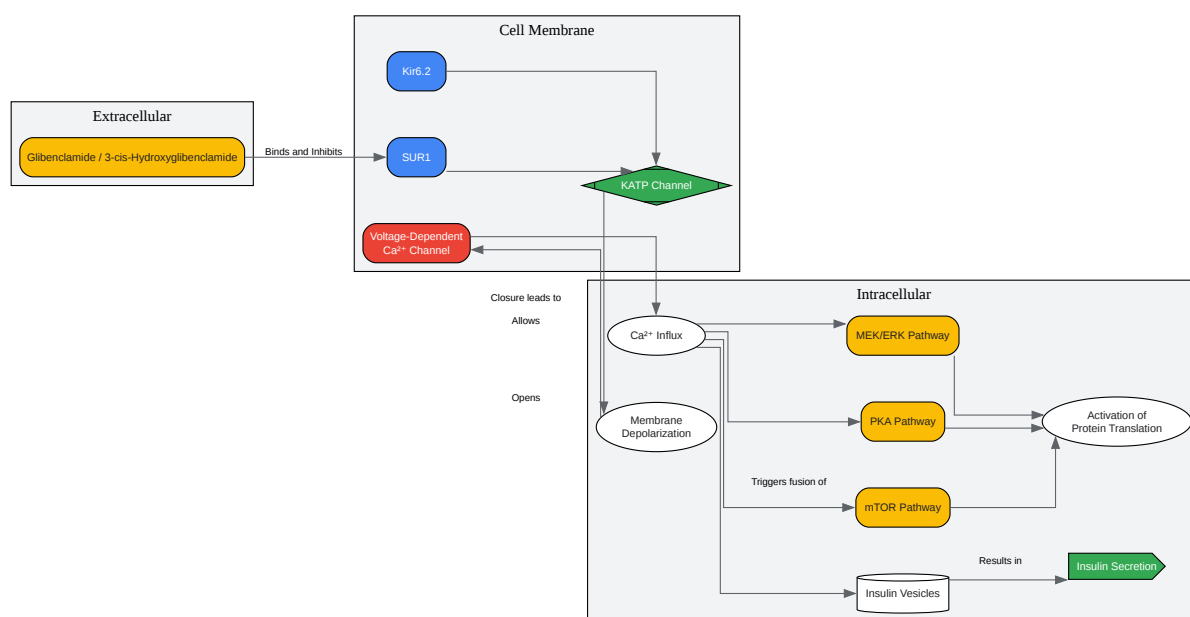 Cell Membrane
Kir6.2
Extracellular
Glibenclamide / 3-cis-Hydroxyglibenclamide
Binds and Inhibits
SUR1
KATP Channel
Voltage-Dependent
Ca²⁺ Channel
Closure leads to
Allows
Opens
Intracellular
Ca²⁺ Influx
MEK/ERK Pathway
Membrane
Depolarization
PKA Pathway
Activation of
Protein Translation
Triggers fusion of
mTOR Pathway
Insulin Vesicles
Results in
Insulin Secretion